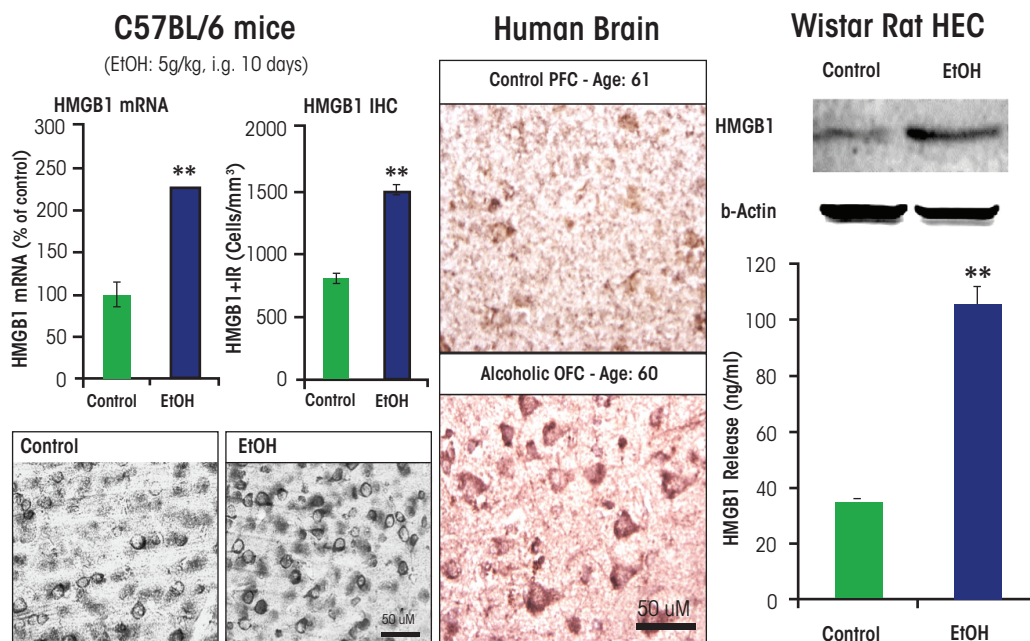 C57BL/6 mice
(EtOH: 5g/kg, i.g. 10 days)
HMGB1 mRNA
HMGB1 mRNA (% of control)
300
250
200
150
100
50
0
**
Control
EtOH
HMGB1 IHC
HMGB1+IR (Cells/mm³)
2000
1500
1000
500
0
**
Control
EtOH
Control
EtOH
50 uM
Human Brain
Control PFC - Age: 61
Alcoholic OFC - Age: 60
50 uM
Wistar Rat HEC
Control
EtOH
HMGB1
b-Actin
HMGB1 Release (ng/ml)
120
100
80
60
40
20
0
**
Control
EtOH